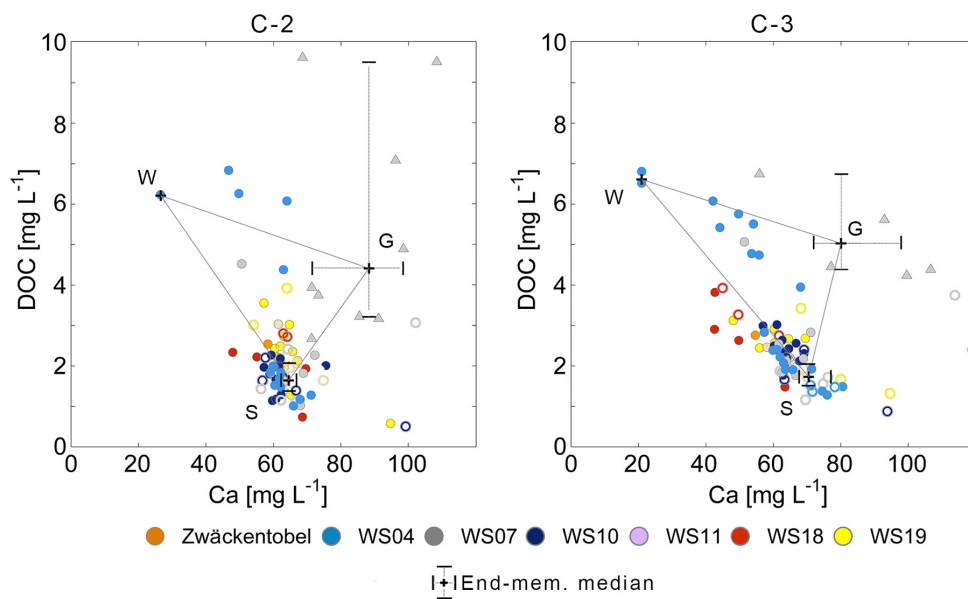 C-2 C-3
10 10
8 8
6 6
4 4
2 2
0 0
DOC [mg L-1] DOC [mg L-1]
W G S
W G S
0 20 40 60 80 100 0 20 40 60 80 100 120
Ca [mg L-1] Ca [mg L-1]
Zwäckentobel WS04 WS07 WS10 WS11 WS18 WS19
End-mem. median